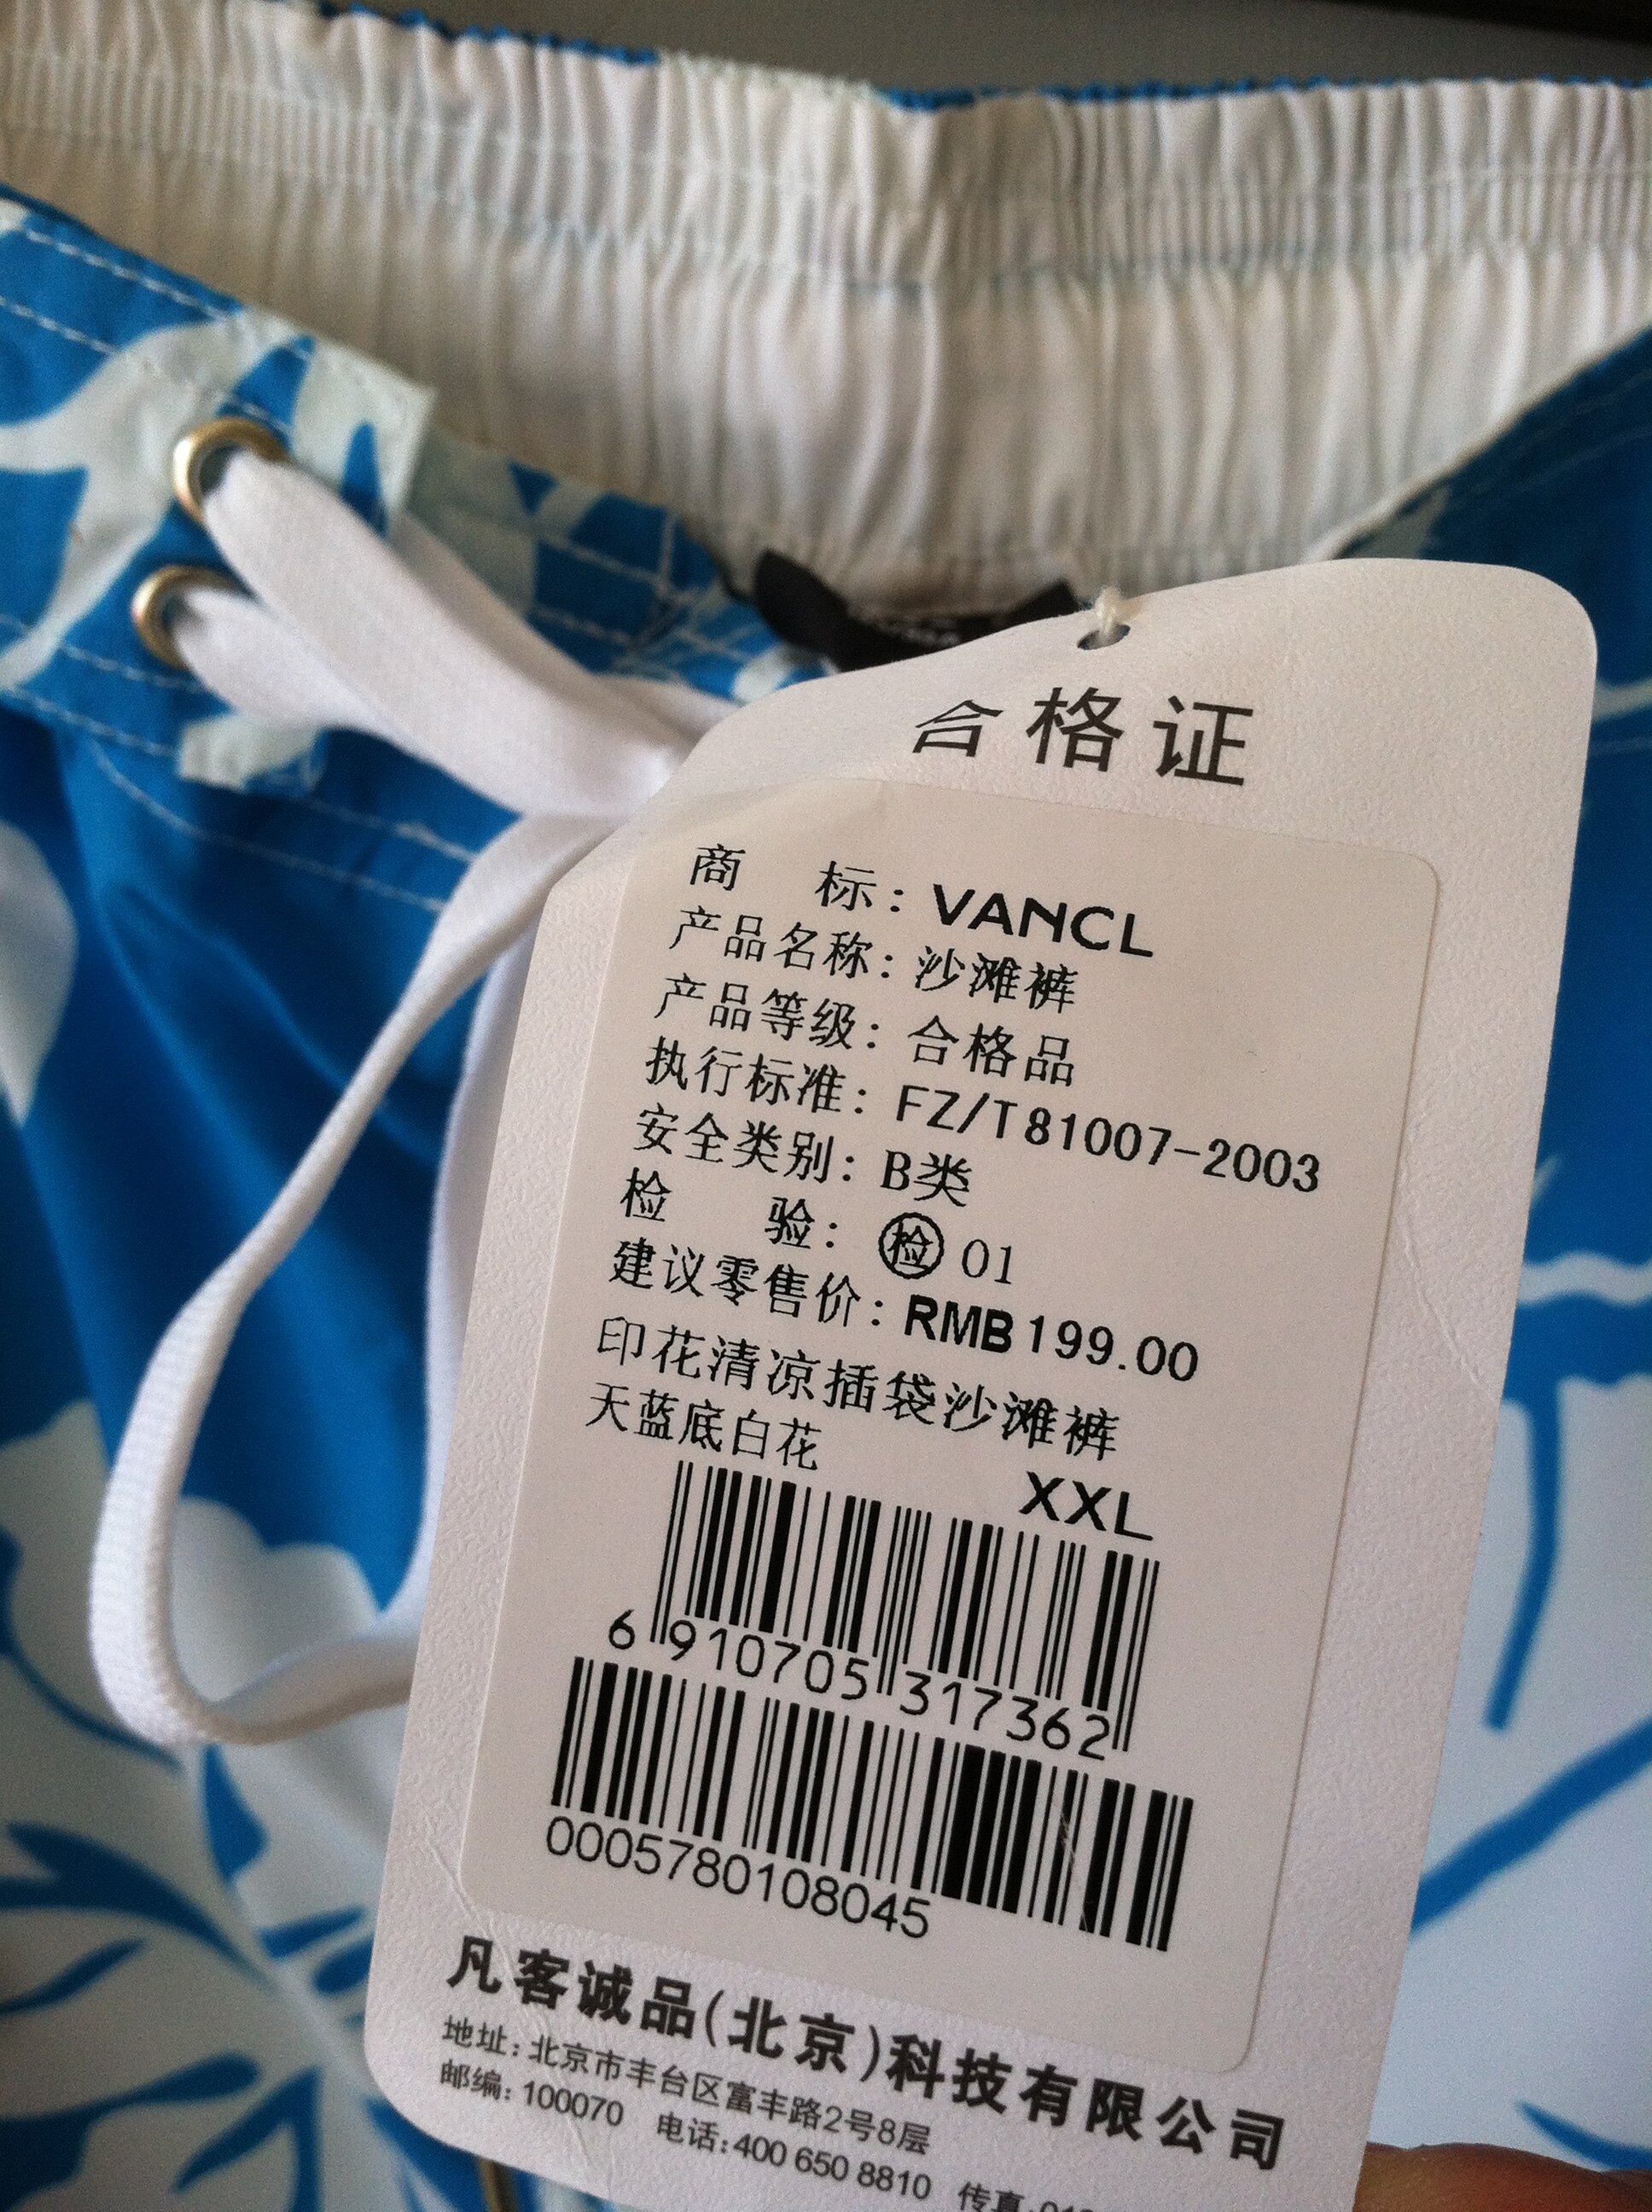 合格证
商 标: VANCL
产品名称: 沙滩裤
产品等级: 合格品
执行标准: FZ/T81007-2003
安全类别: B类
检 验: 检 01
建议零售价: RMB199.00
印花清凉插袋沙滩裤
天蓝底白花
XXL
6 910705 317362
0005780108045
凡客诚品(北京)科技有限公司
地址: 北京市丰台区富丰路2号8层
邮编: 100070 电话: 400 650 8810 传真: